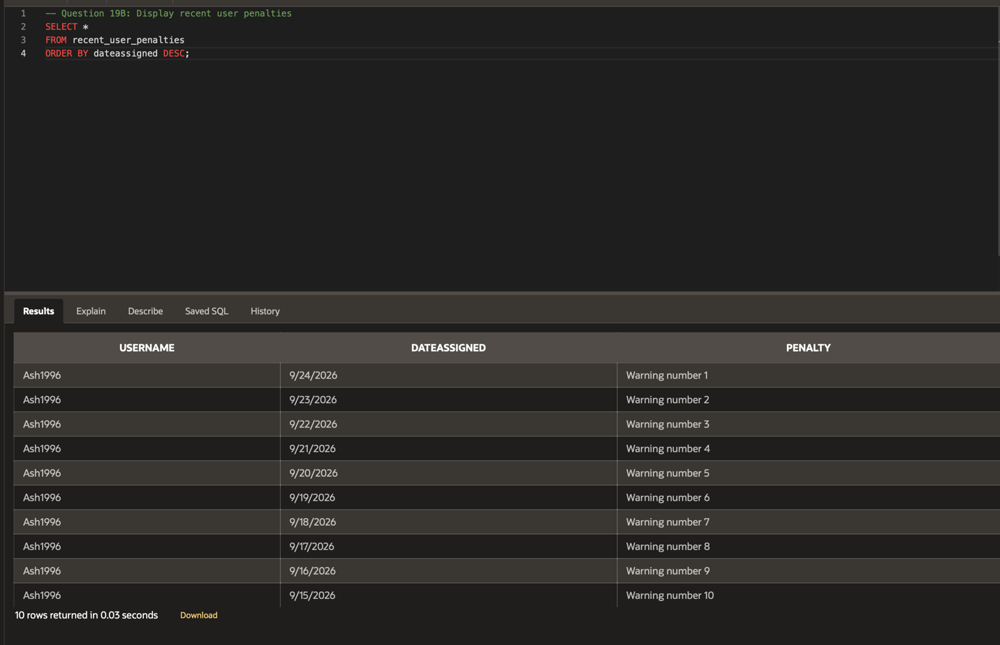 1 -- Question 19B: Display recent user penalties
2 SELECT *
3 FROM recent_user_penalties
4 ORDER BY dateassigned DESC;
Results Explain Describe Saved SQL History
USERNAME DATEASSIGNED PENALTY
Ash1996 9/24/2026 Warning number 1
Ash1996 9/23/2026 Warning number 2
Ash1996 9/22/2026 Warning number 3
Ash1996 9/21/2026 Warning number 4
Ash1996 9/20/2026 Warning number 5
Ash1996 9/19/2026 Warning number 6
Ash1996 9/18/2026 Warning number 7
Ash1996 9/17/2026 Warning number 8
Ash1996 9/16/2026 Warning number 9
Ash1996 9/15/2026 Warning number 10
10 rows returned in 0.03 seconds Download